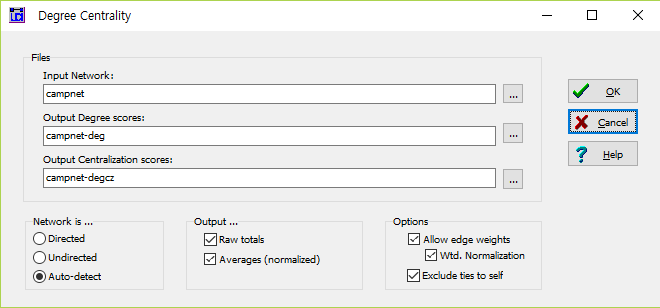 Degree Centrality
Files
Input Network:
campnet
...
Output Degree scores:
campnet-deg
...
Output Centralization scores:
campnet-degcz
...
OK
Cancel
Help
Network is ...
Directed
Undirected
Auto-detect
Output ...
Raw totals
Averages (normalized)
Options
Allow edge weights
Wtd. Normalization
Exclude ties to self